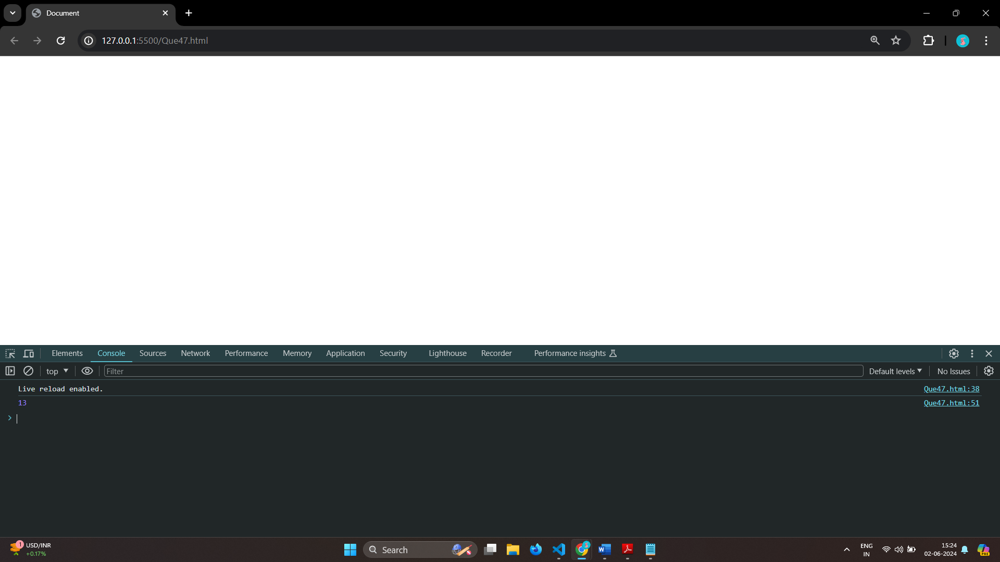 Document
127.0.0.1:5500/Que47.html
Elements Console Sources Network Performance Memory Application Security Lighthouse Recorder Performance insights
top Filter Default levels No Issues
Live reload enabled. Que47.html:38
13 Que47.html:51
1 USD/INR
+0.17%
Search
W
ENG
IN
15:24
02-06-2024
PRE